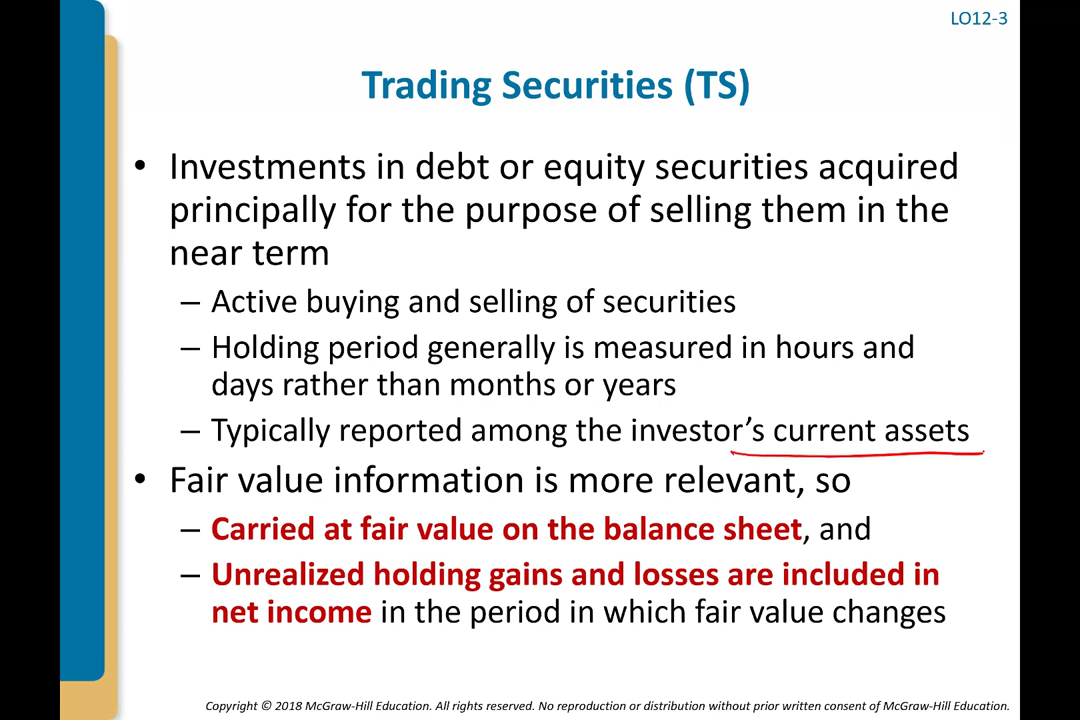 LO12-3
Trading Securities (TS)
• Investments in debt or equity securities acquired
principally for the purpose of selling them in the
near term
– Active buying and selling of securities
– Holding period generally is measured in hours and
days rather than months or years
– Typically reported among the investor’s current assets
• Fair value information is more relevant, so
– Carried at fair value on the balance sheet, and
– Unrealized holding gains and losses are included in
net income in the period in which fair value changes
Copyright © 2018 McGraw-Hill Education. All rights reserved. No reproduction or distribution without prior written consent of McGraw-Hill Education.